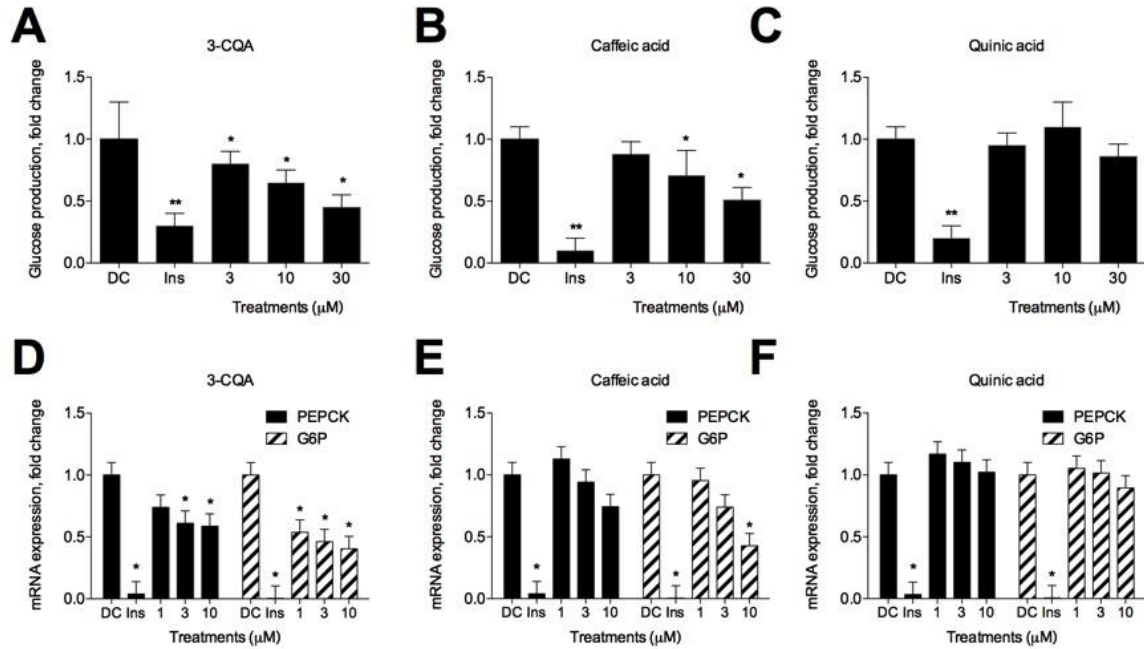 A
3-CQA
Glucose production, fold change
1.5
1.0
0.5
0.0
*
*
*
**
DC Ins 3 10 30
Treatments (μM)
B
Caffeic acid
Glucose production, fold change
1.5
1.0
0.5
0.0
*
*
**
DC Ins 3 10 30
Treatments (μM)
C
Quinic acid
Glucose production, fold change
1.5
1.0
0.5
0.0
**
DC Ins 3 10 30
Treatments (μM)
D
3-CQA
mRNA expression, fold change
1.5
1.0
0.5
0.0
PEPCK
G6P
* * * * * * *
DC Ins 1 3 10 DC Ins 1 3 10
Treatments (μM)
E
Caffeic acid
mRNA expression, fold change
1.5
1.0
0.5
0.0
PEPCK
G6P
* * *
DC Ins 1 3 10 DC Ins 1 3 10
Treatments (μM)
F
Quinic acid
mRNA expression, fold change
1.5
1.0
0.5
0.0
PEPCK
G6P
* *
DC Ins 1 3 10 DC Ins 1 3 10
Treatments (μM)